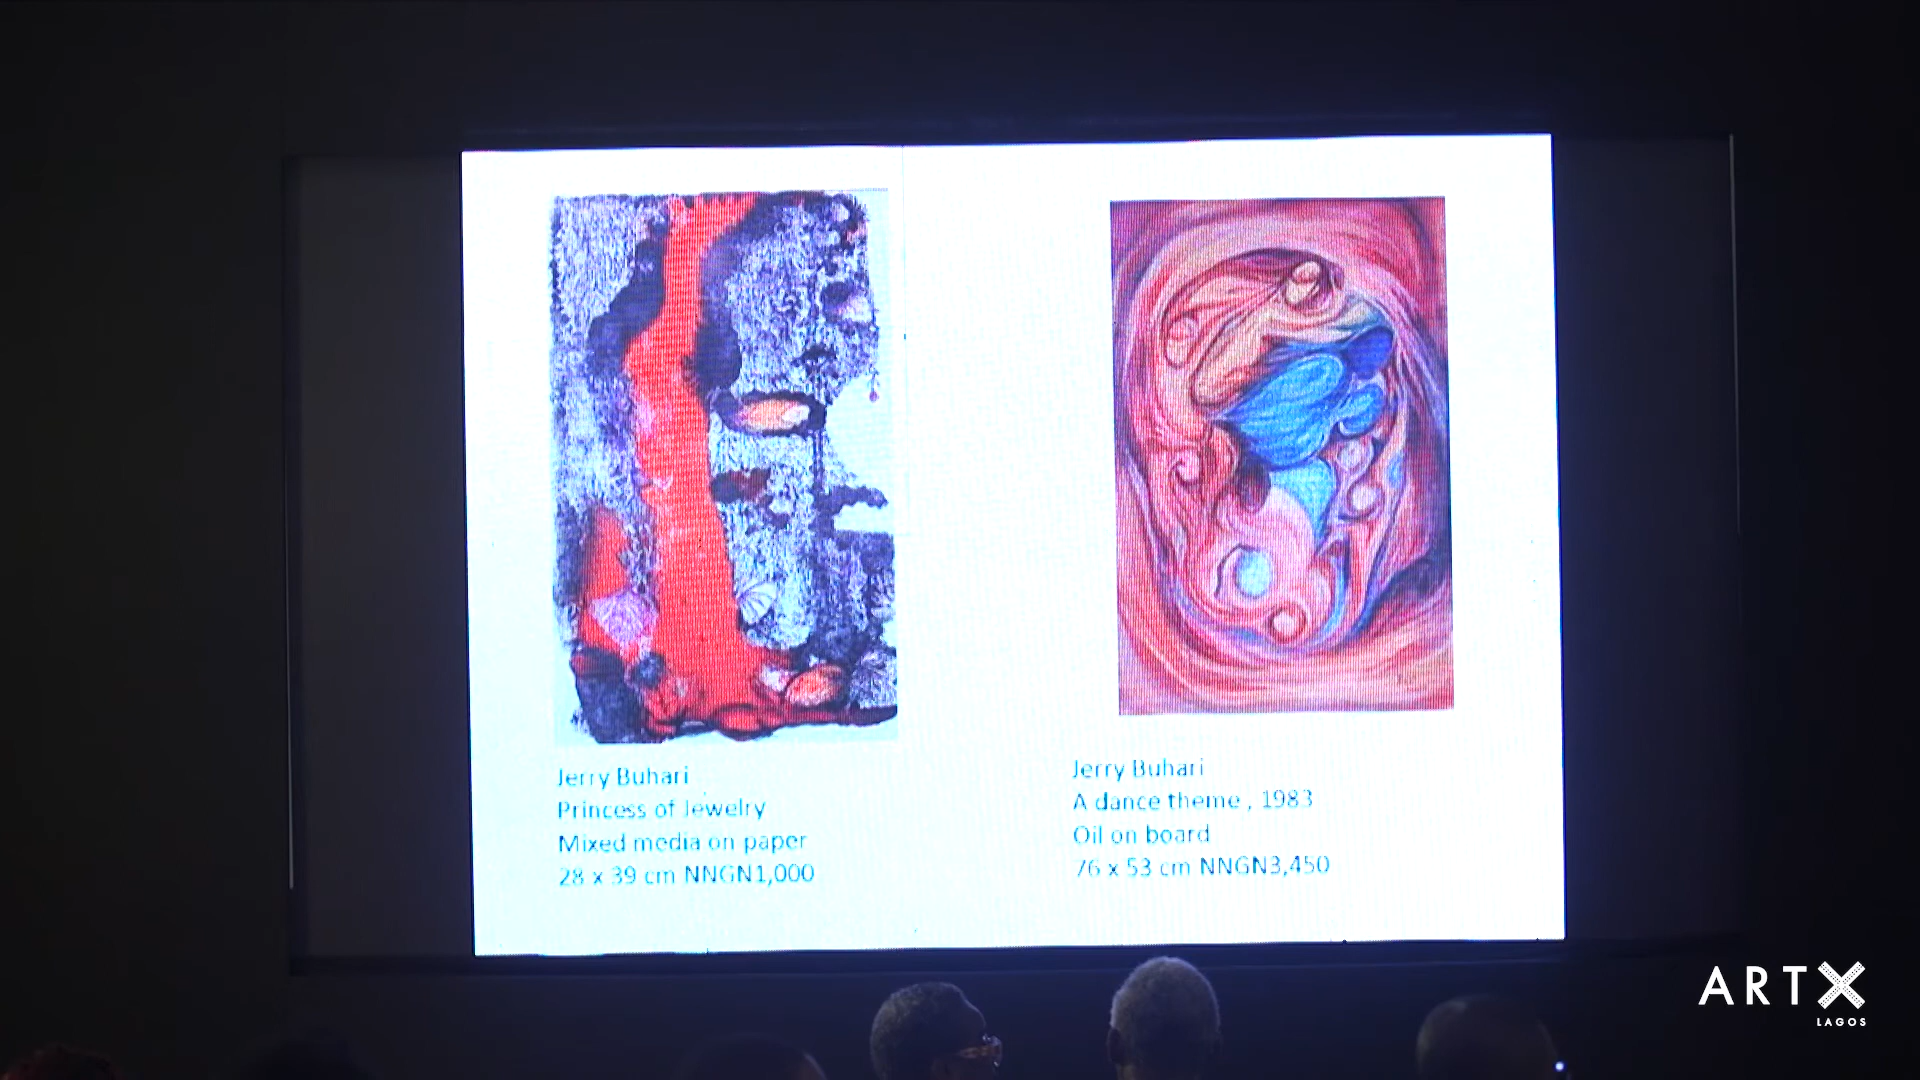 Jerry Buhari
Princess of Jewelry
Mixed media on paper
28 x 39 cm NNGN1,000
Jerry Buhari
A dance theme , 1983
Oil on board
76 x 53 cm NNGN3,450
ARTX
LAGOS